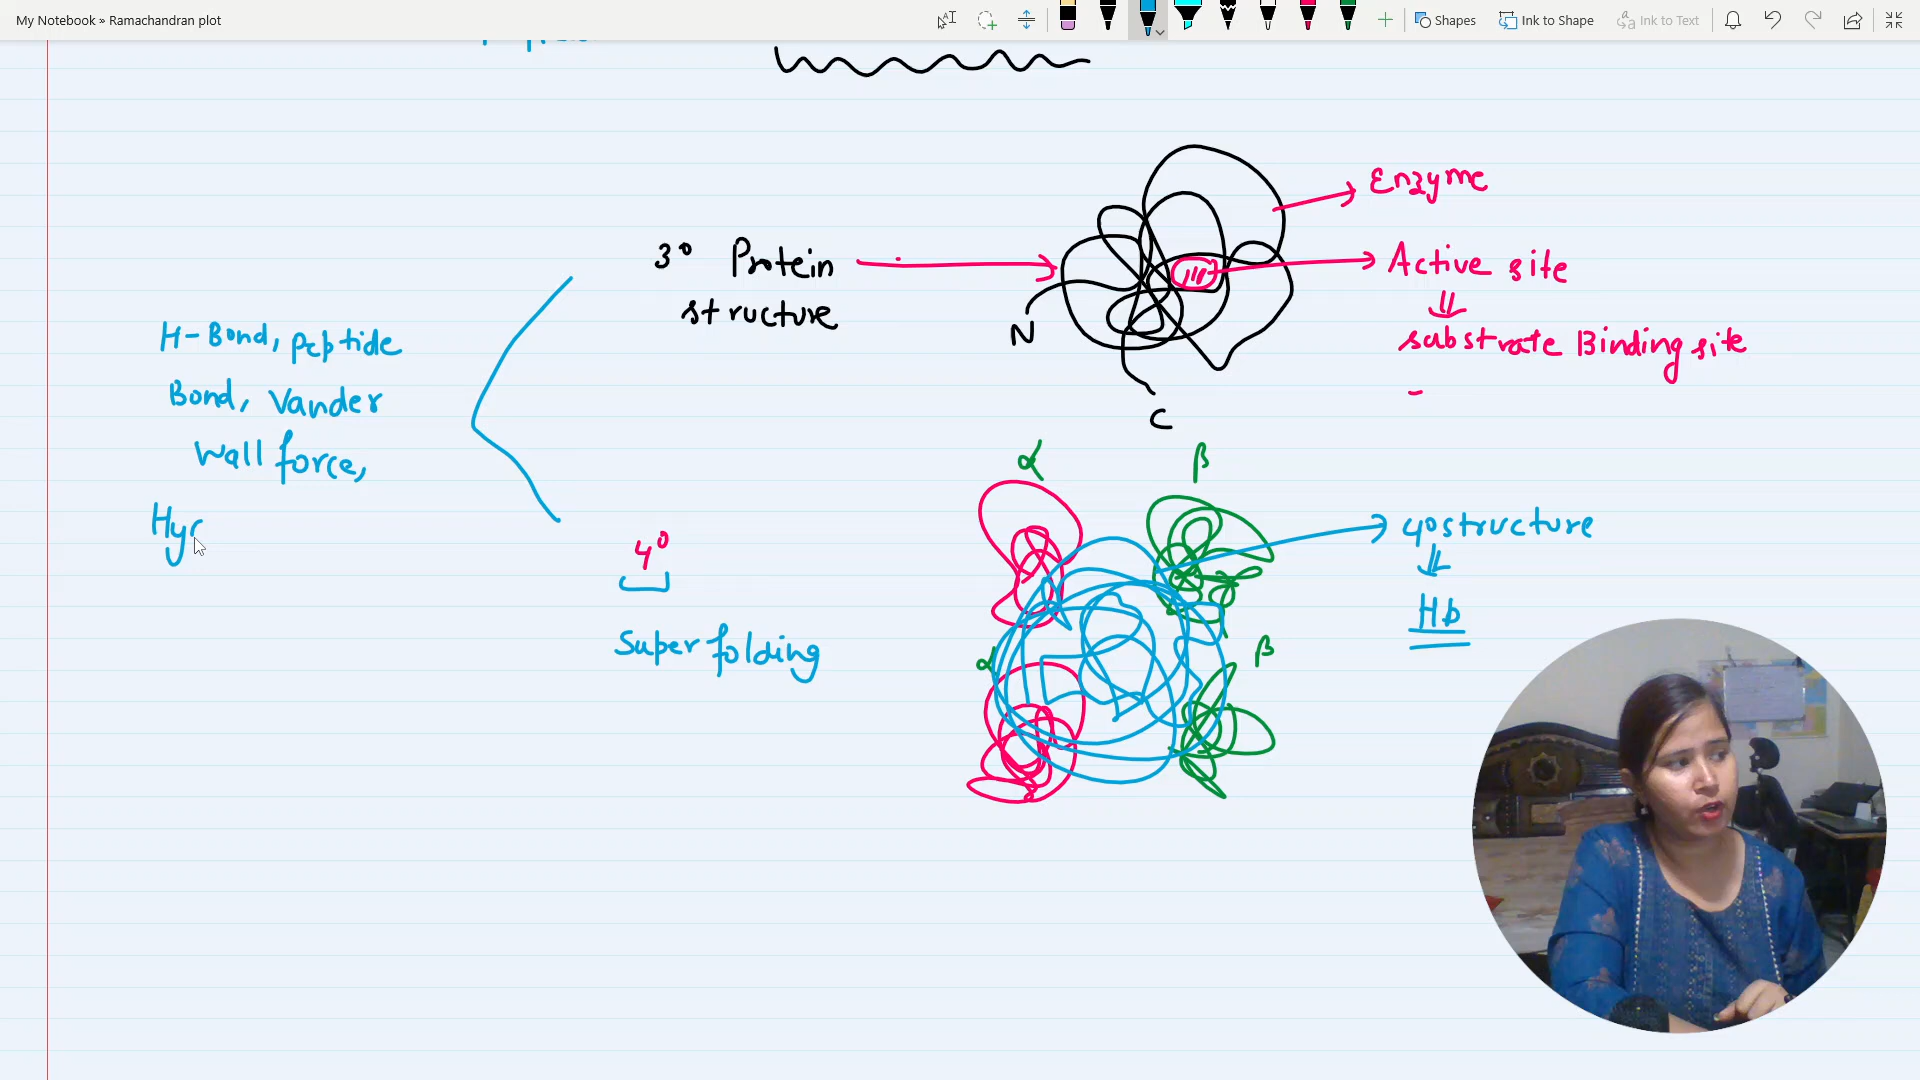 My Notebook » Ramachandran plot
Shapes
Ink to Shape
Ink to Text
Enzyme
3° Protein
structure
Active site
substrate Binding site
N
C
H-Bond, Peptide
Bond, Vander
Wall force,
Hyr
α
β
4°
4°structure
Hb
Super folding
α
β